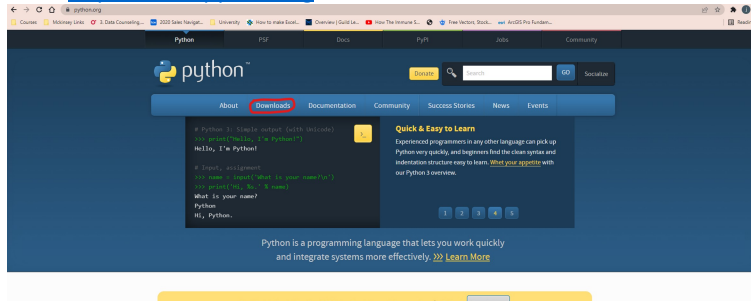 python.org
Courses Mckinsey Links 3. Data Counseling... 2020 Sales Navigat... University How to make Excel... Overview | Guild Le... How The Immune S... Free Vectors, Stock... ArcGIS Pro Fundam...
Python PSF Docs PyPI Jobs Community
python™
Donate Search GO Socialize
About Downloads Documentation Community Success Stories News Events
# Python 3: Simple output (with Unicode)
>>> print("Hello, I'm Python!")
Hello, I'm Python!
# Input, assignment
>>> name = input('What is your name?\n')
>>> print('Hi, %s.' % name)
What is your name?
Python
Hi, Python.
>_
Quick & Easy to Learn
Experienced programmers in any other language can pick up
Python very quickly, and beginners find the clean syntax and
indentation structure easy to learn. Whet your appetite with
our Python 3 overview.
1 2 3 4 5
Python is a programming language that lets you work quickly
and integrate systems more effectively. >>> Learn More